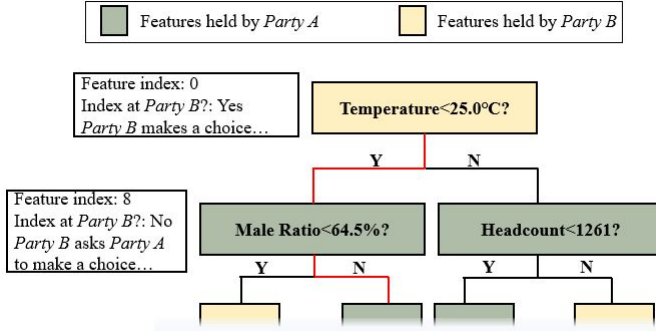 Features held by Party A
Features held by Party B
Feature index: 0
Index at Party B?: Yes
Party B makes a choice…
Temperature<25.0°C?
Y
N
Feature index: 8
Index at Party B?: No
Party B asks Party A
to make a choice…
Male Ratio<64.5%?
Headcount<1261?
Y
N
Y
N